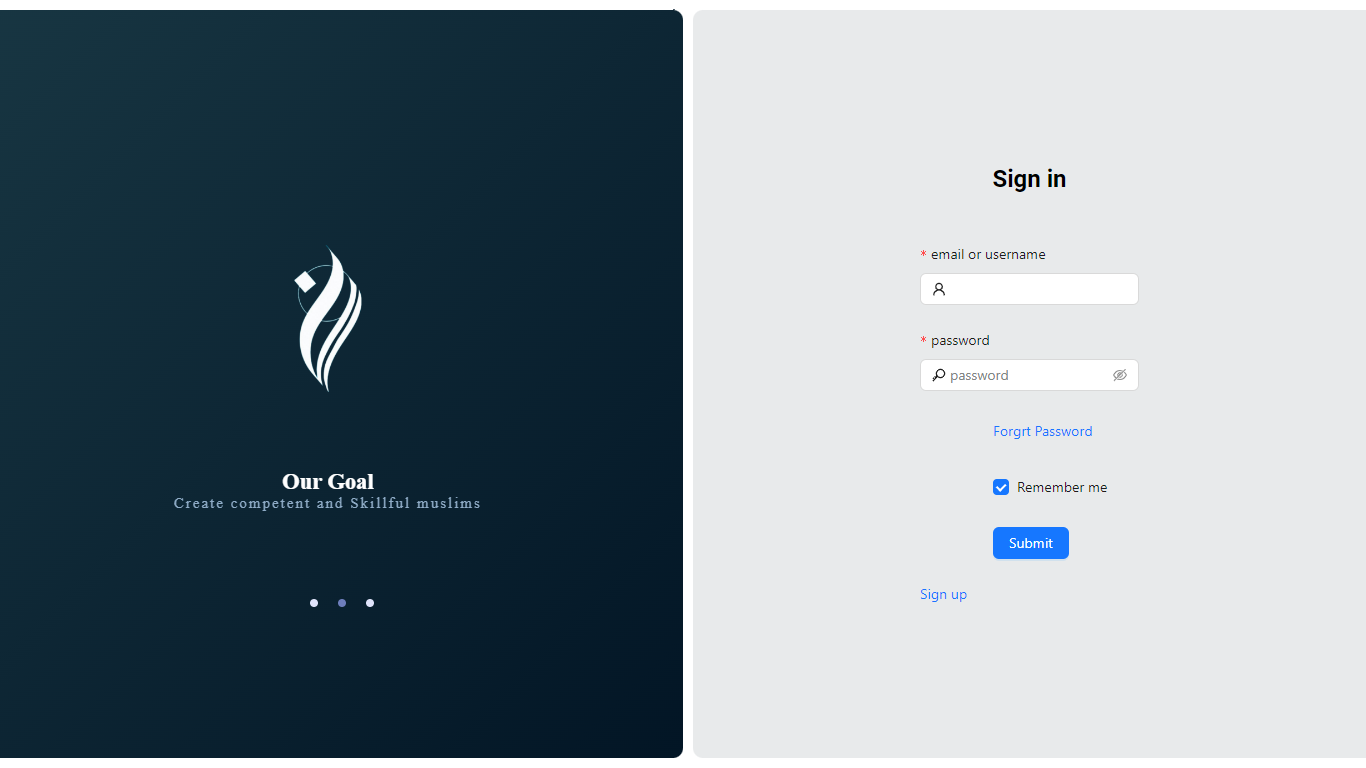 Our Goal
Create competent and Skillful muslims
Sign in
* email or username
* password
password
Forgrt Password
Remember me
Submit
Sign up